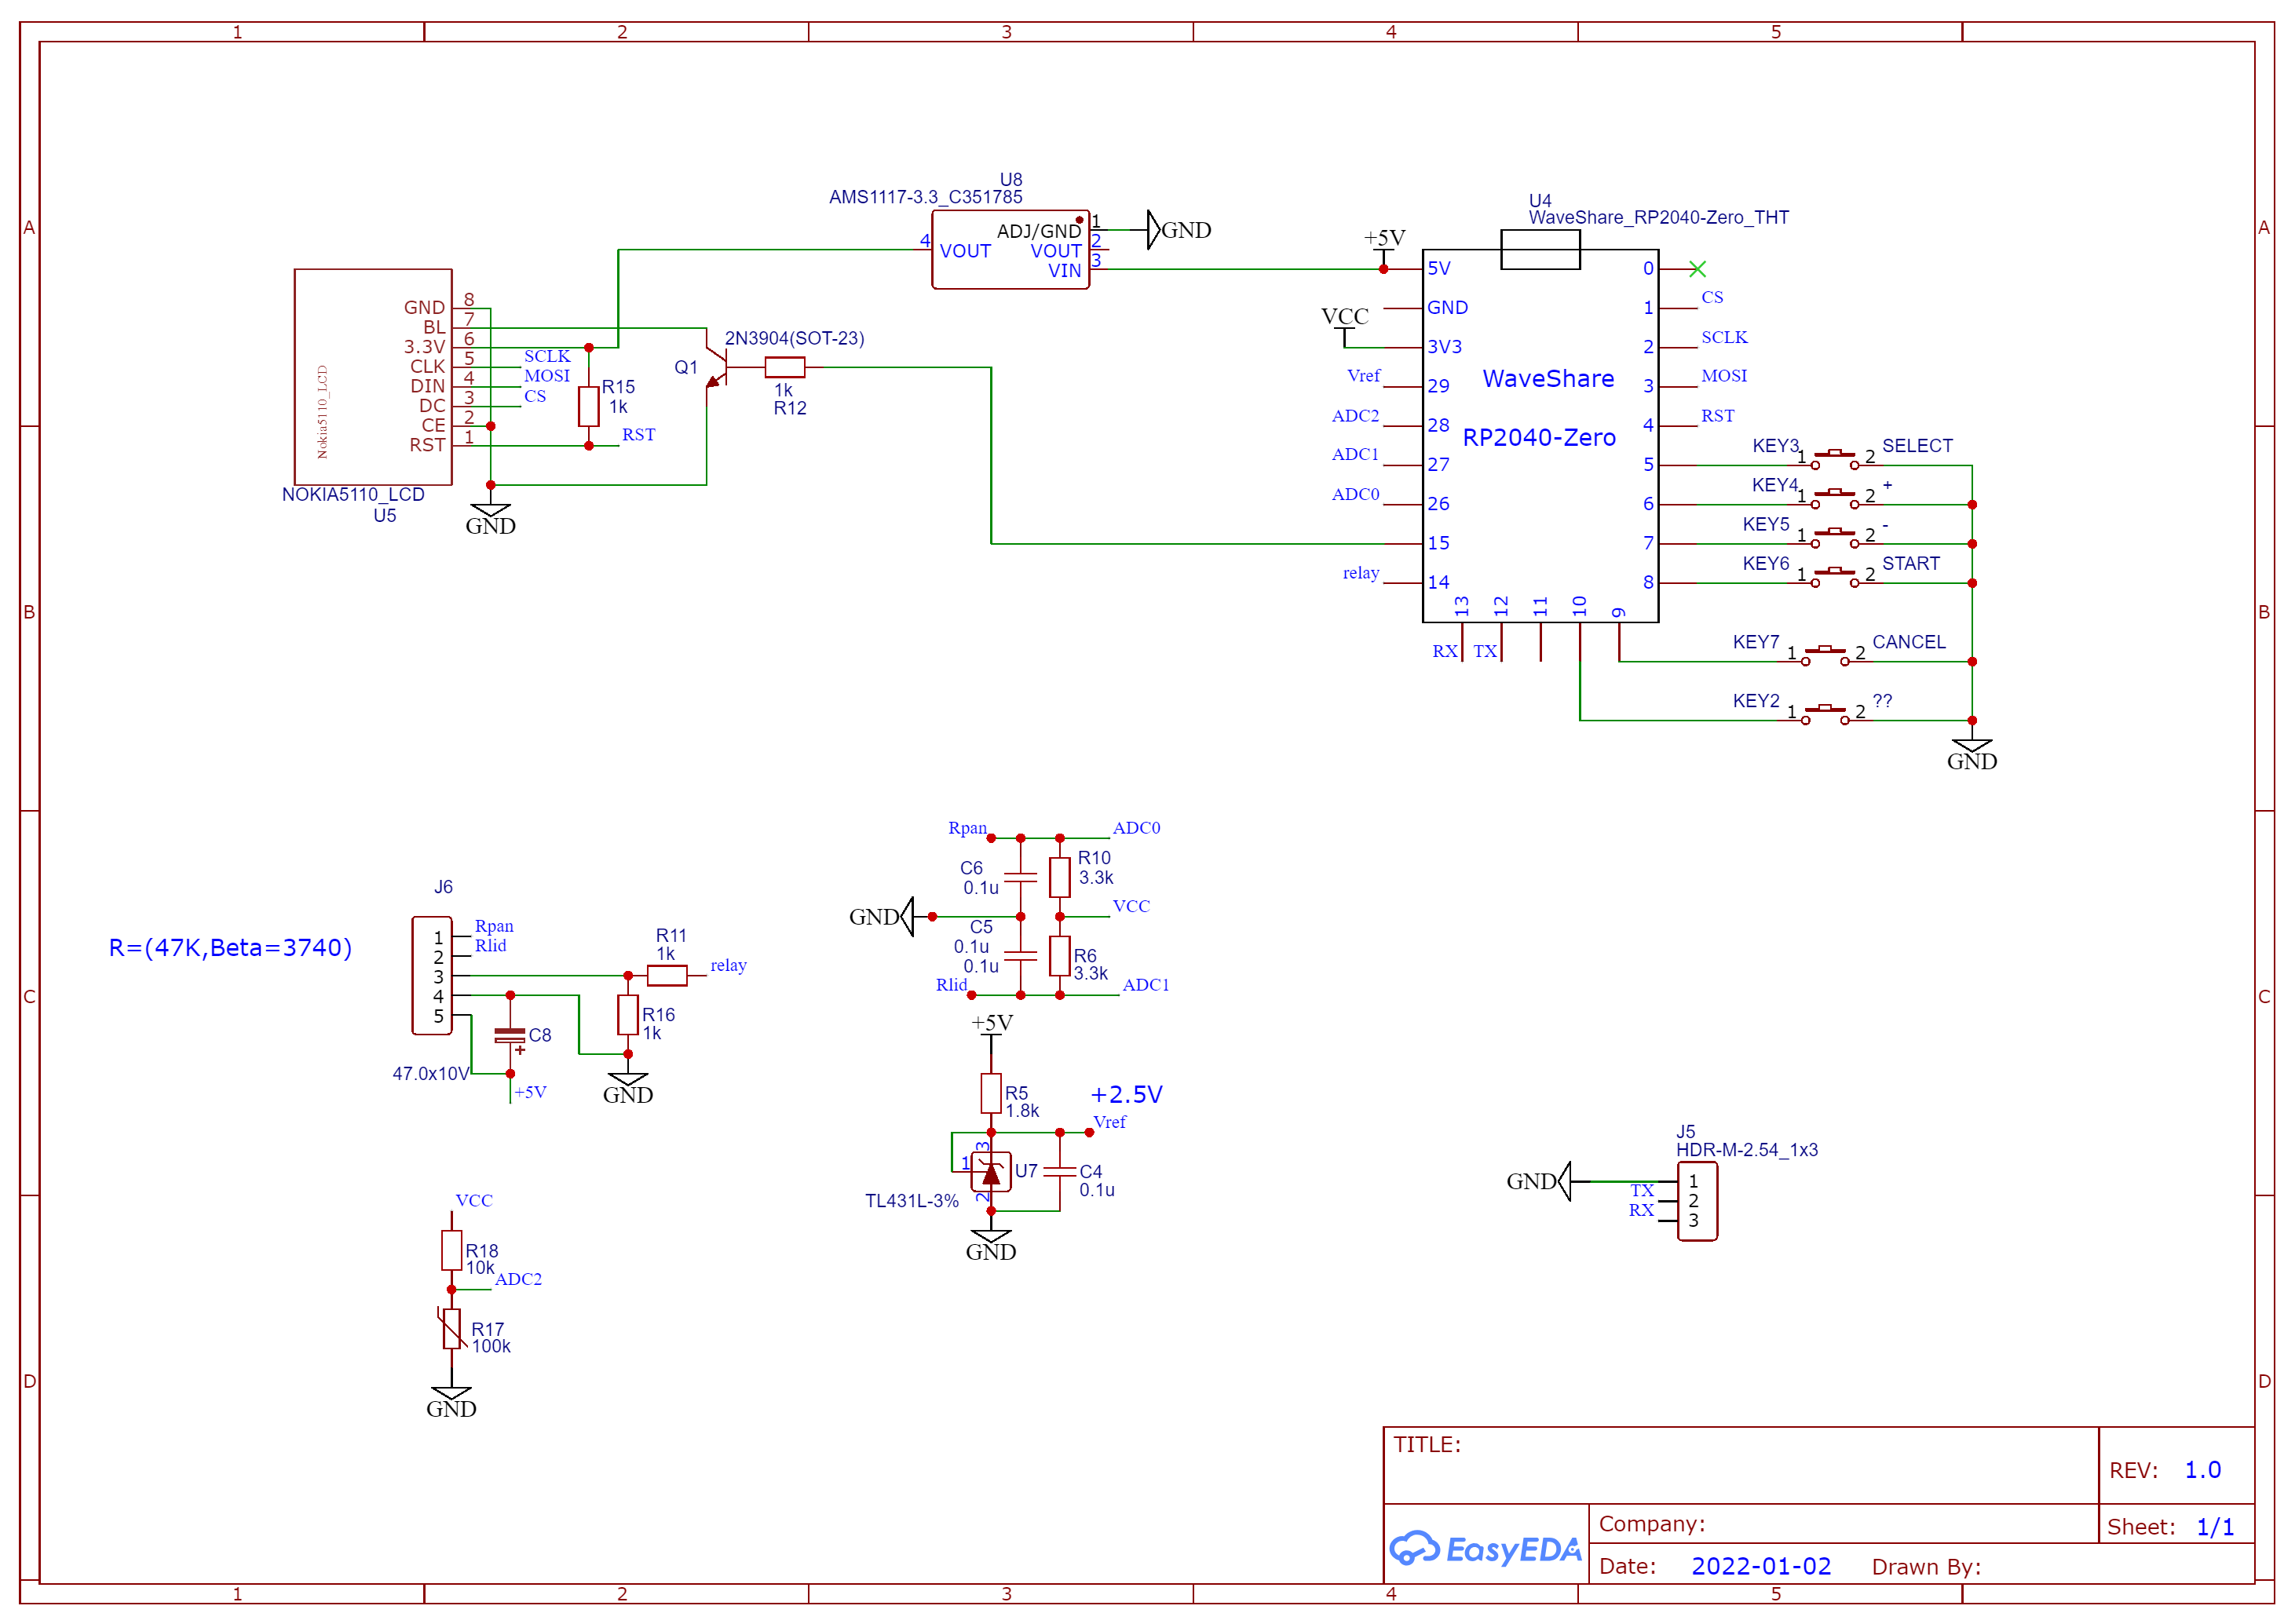 1 2 3 4 5
A A
B B
C C
D D
1 2 3 4 5
U8
AMS1117-3.3_C351785
ADJ/GND 1
GND
4 VOUT
VOUT 2
VIN 3
+5V
VCC
U4
WaveShare_RP2040-Zero_THT
WaveShare
RP2040-Zero
5V
GND
3V3
Vref 29
ADC2 28
ADC1 27
ADC0 26
15
relay 14
0
1 CS
2 SCLK
3 MOSI
4 RST
5
6
7
8
13 12 11 10 9
RX TX
KEY3 1 2 SELECT
KEY4 1 2 +
KEY5 1 2 -
KEY6 1 2 START
KEY7 1 2 CANCEL
KEY2 1 2 ??
GND
Nokia5110_LCD
GND 8
BL 7
3.3V 6
CLK 5 SCLK
DIN 4 MOSI
DC 3 CS
CE 2
RST 1 RST
NOKIA5110_LCD
U5
GND
R15
1k
Q1
2N3904(SOT-23)
1k
R12
R=(47K,Beta=3740)
J6
1 Rpan
2 Rlid
3
4
5
R11
1k
relay
R16
1k
GND
C8
47.0x10V
+5V
Rpan ADC0
C6
0.1u
R10
3.3k
GND
VCC
C5
0.1u
0.1u
R6
3.3k
Rlid ADC1
+5V
R5
1.8k
+2.5V
Vref
3
1
2
U7
TL431L-3%
C4
0.1u
GND
VCC
R18
10k
ADC2
R17
100k
GND
J5
HDR-M-2.54_1x3
GND 1
TX 2
RX 3
TITLE:
REV: 1.0
EasyEDA
Company:
Sheet: 1/1
Date: 2022-01-02 Drawn By: